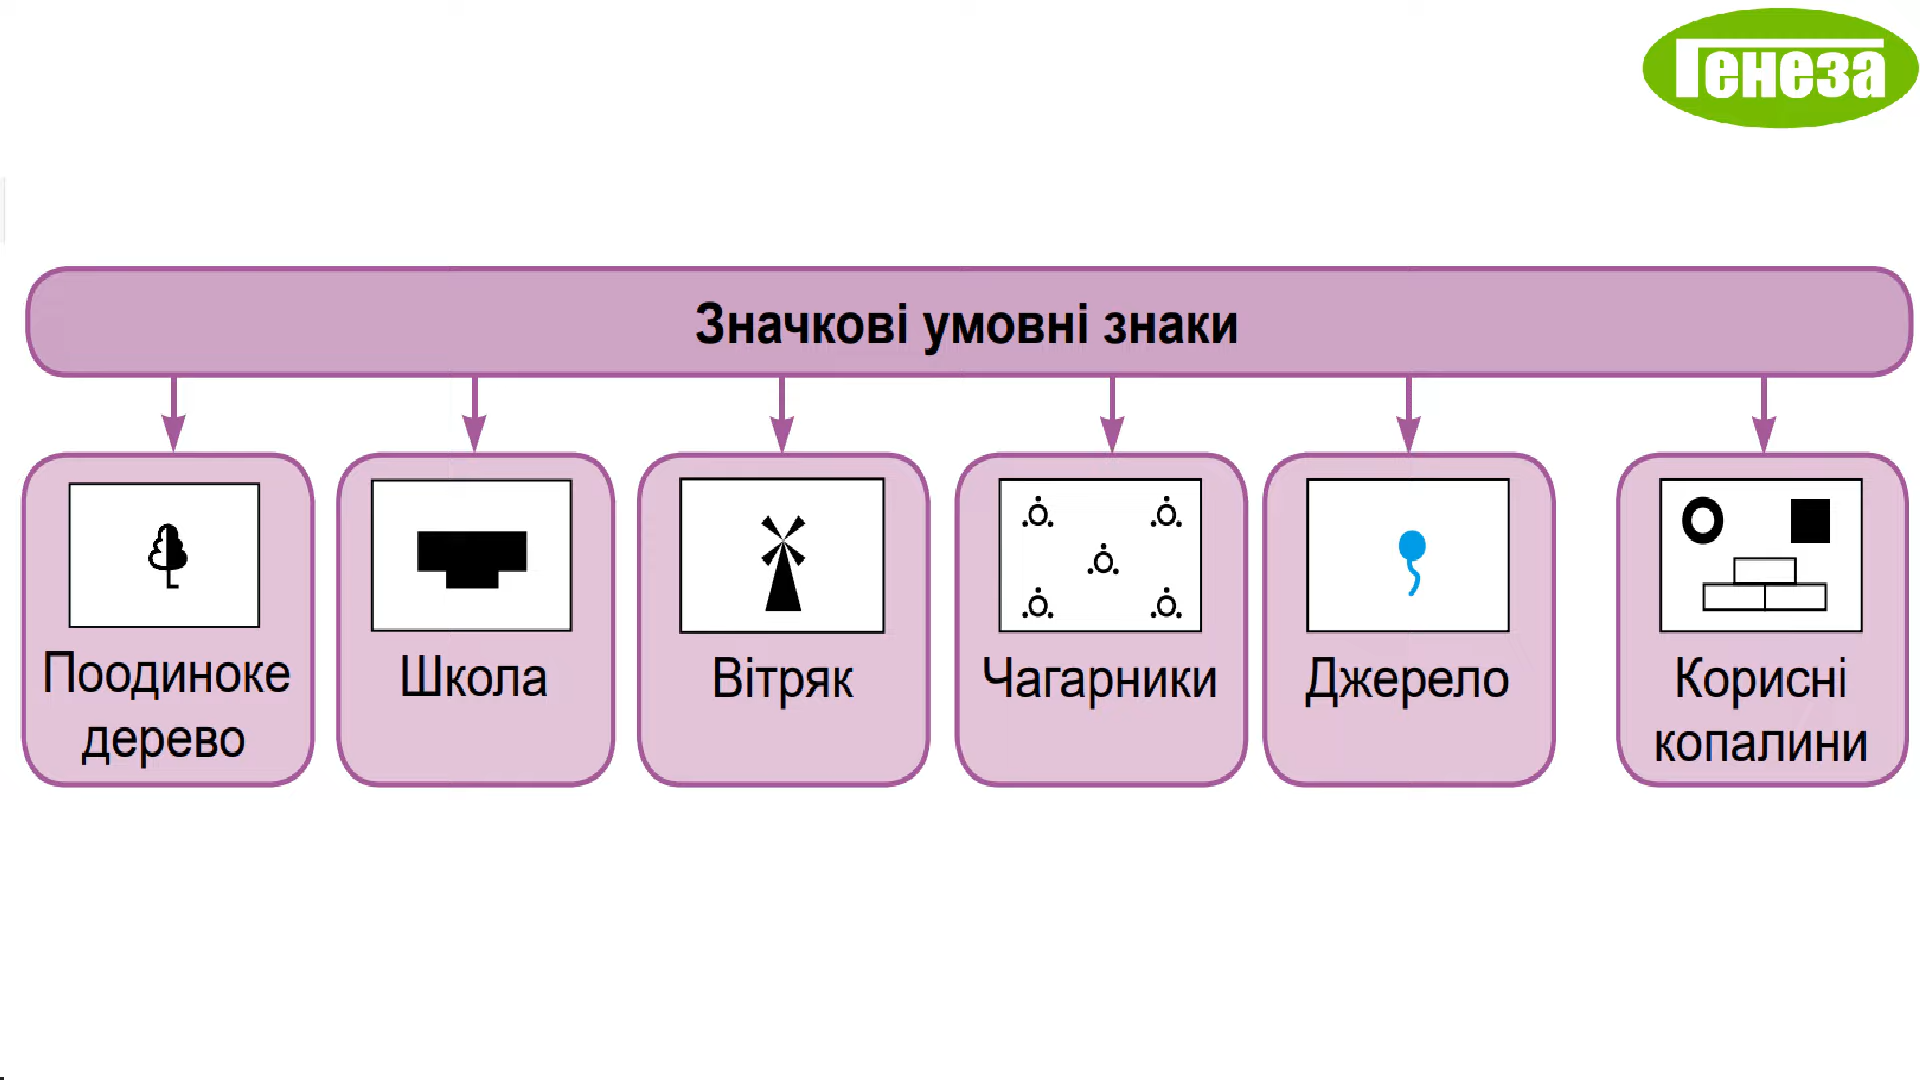 Генеза
Значкові умовні знаки
Поодиноке
дерево
Школа
Вітряк
Чагарники
Джерело
Корисні
копалини